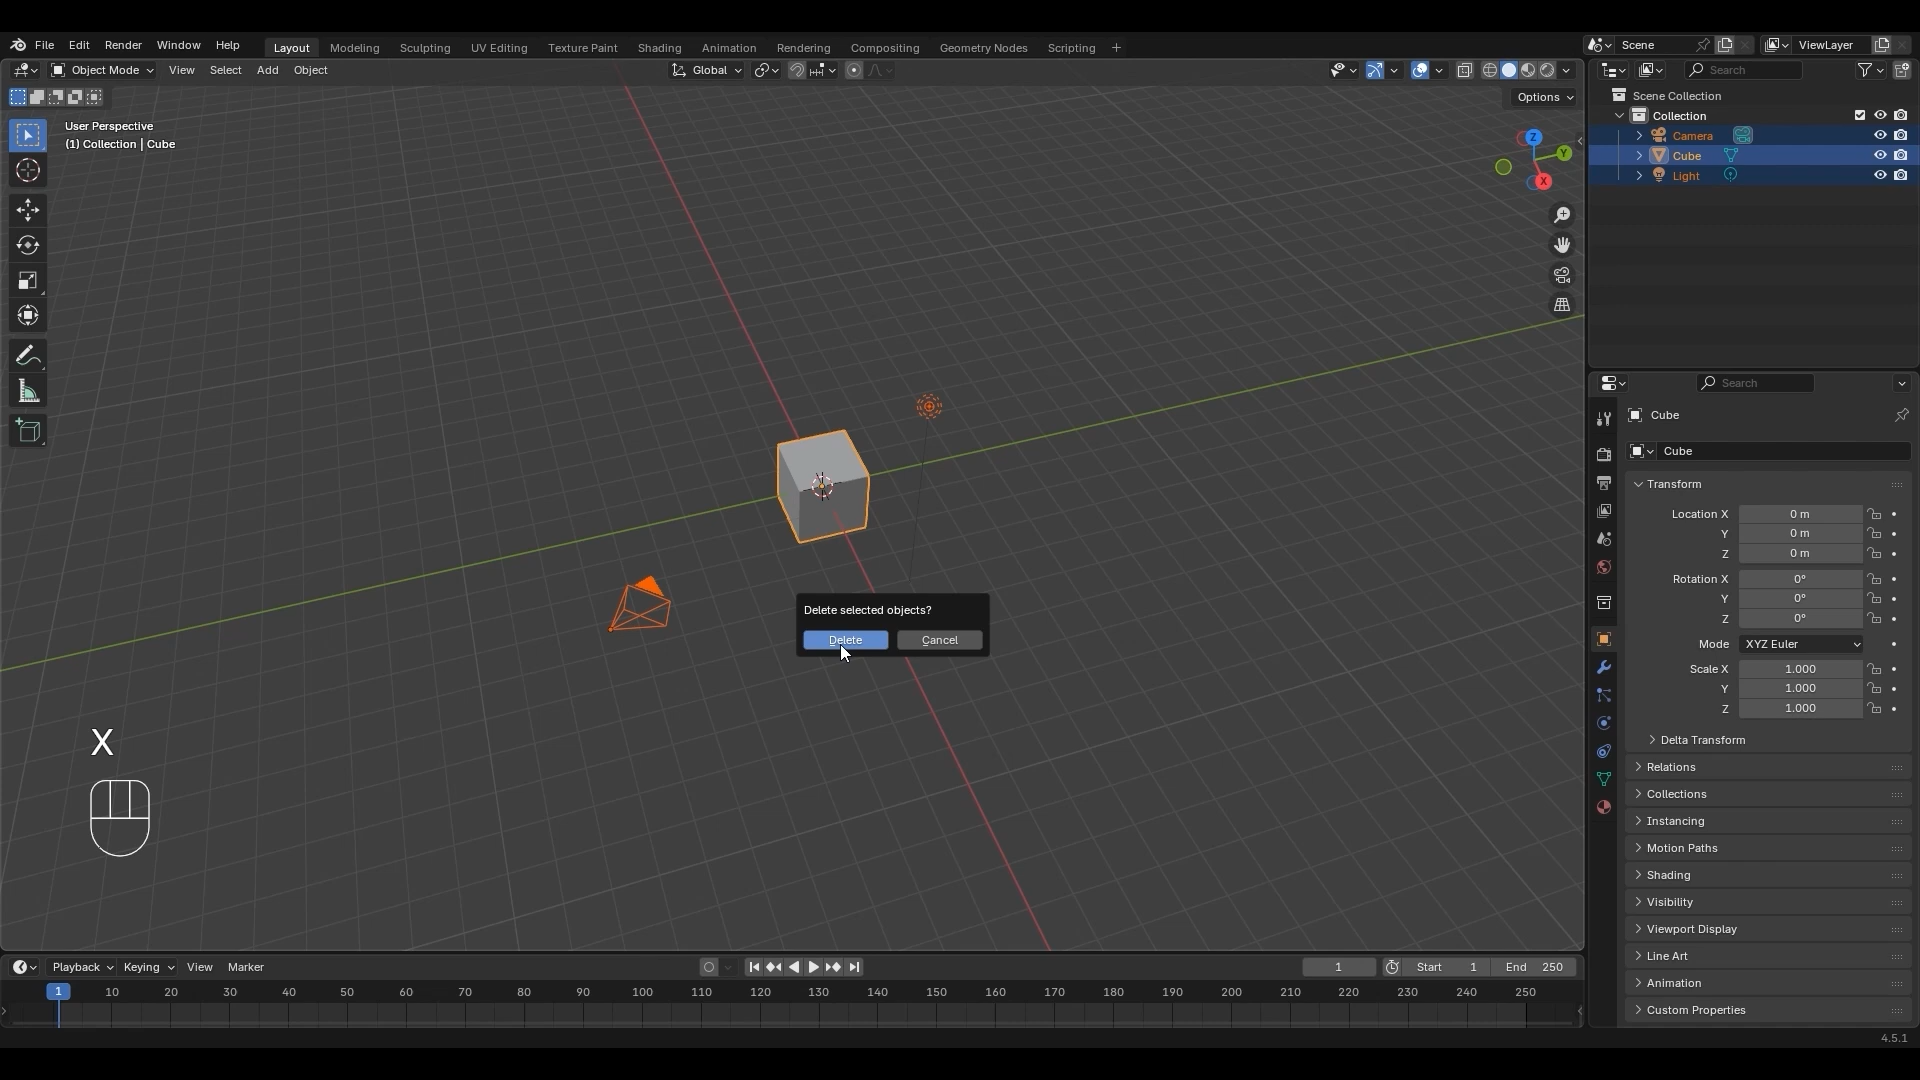 File Edit Render Window Help Layout Modeling Sculpting UV Editing Texture Paint Shading Animation Rendering Compositing Geometry Nodes Scripting + Scene ViewLayer
Object Mode View Select Add Object Global Search
Options
User Perspective
(1) Collection | Cube
Z
Y
X
Scene Collection
Collection
Camera
Cube
Light
Delete selected objects?
Delete Cancel
X
Search
Cube
Cube
Transform
Location X 0 m
Y 0 m
Z 0 m
Rotation X 0°
Y 0°
Z 0°
Mode XYZ Euler
Scale X 1.000
Y 1.000
Z 1.000
Delta Transform
Relations
Collections
Instancing
Motion Paths
Shading
Visibility
Viewport Display
Line Art
Animation
Custom Properties
Playback Keying View Marker 1 Start 1 End 250
1 10 20 30 40 50 60 70 80 90 100 110 120 130 140 150 160 170 180 190 200 210 220 230 240 250
4.5.1